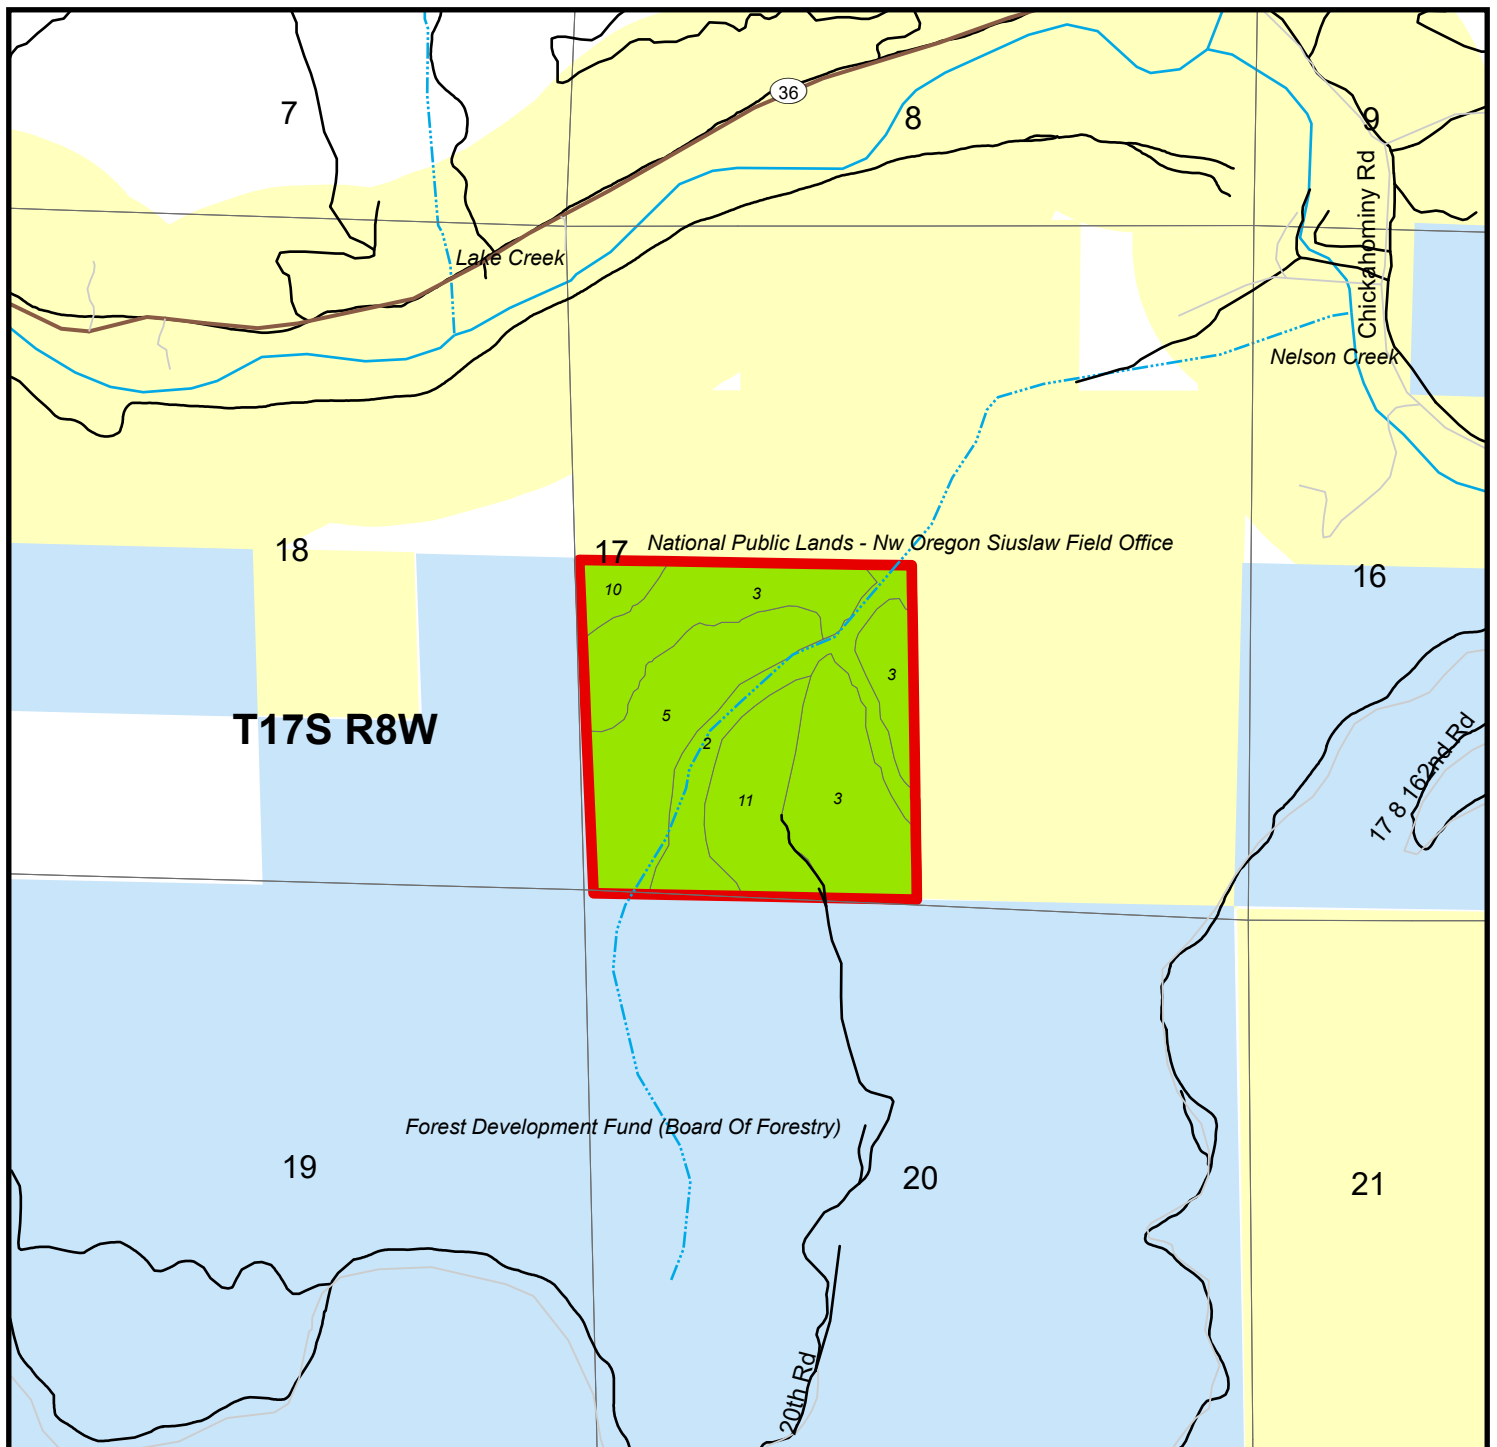 36
7
8
9
Chickahominy Rd
Lake Creek
Nelson Creek
National Public Lands - Nw Oregon Siuslaw Field Office
18
17
16
10
3
3
5
2
T17S R8W
11
3
17 8 162nd Rd
Forest Development Fund (Board Of Forestry)
19
20
21
20th Rd